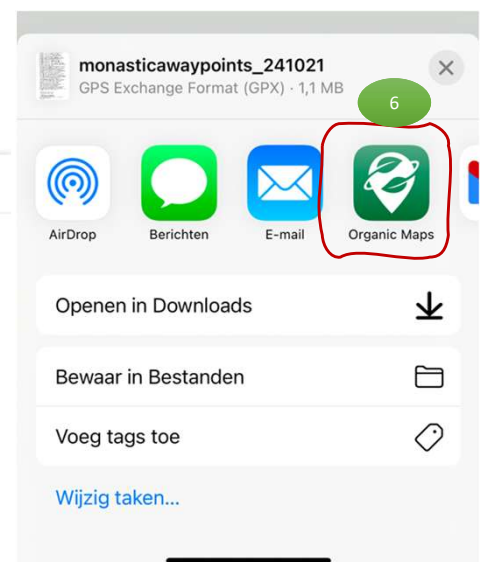 monasticawaypoints_241021
GPS Exchange Format (GPX) · 1,1 MB
6
AirDrop
Berichten
E-mail
Organic Maps
Openen in Downloads
Bewaar in Bestanden
Voeg tags toe
Wijzig taken...